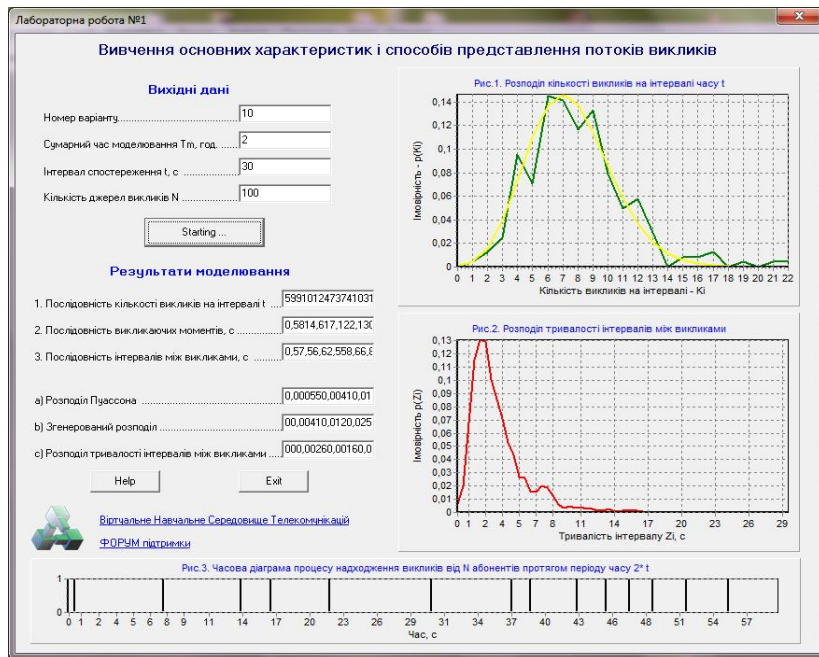 Лабораторна робота №1
Вивчення основних характеристик і способів представлення потоків викликів
Вихідні дані
Номер варіанту 10
Сумарний час моделювання Tm, год. 2
Інтервал спостереження t, с 30
Кількість джерел викликів N 100
Starting ...
Результати моделювання
1. Послідовність кількості викликів на інтервалі t 5991012473741031
2. Послідовність викликаючих моментів, с 0,5814,617,122,130
3. Послідовність інтервалів між викликами, с 0,57,56,62,558,66,8
a) Розподіл Пуассона 0,000550,00410,01
b) Згенерований розподіл 00,00410,0120,025
c) Розподіл тривалості інтервалів між викликами 000,00260,00160,0
Help Exit
Віртуальне Навчальне Середовище Телекомунікацій
ФОРУМ підтримки
Рис.1. Розподіл кількості викликів на інтервалі часу t
Імовірність - p(Ki)
0,14
0,12
0,1
0,08
0,06
0,04
0,02
0
0 1 2 3 4 5 6 7 8 9 10 11 12 13 14 15 16 17 18 19 20 21 22
Кількість викликів на інтервалі - Ki
Рис.2. Розподіл тривалості інтервалів між викликами
Імовірність p(Zi)
0,13
0,12
0,11
0,1
0,09
0,08
0,07
0,06
0,05
0,04
0,03
0,02
0,01
0
0 1 2 4 5 7 8 11 14 17 20 23 26 29
Тривалість інтервалу Zi, с
Рис.3. Часова діаграма процесу надходження викликів від N абонентів протягом періоду часу 2* t
1
0
0 1 2 4 5 6 8 9 11 14 16 18 20 22 24 26 29 31 34 37 39 40 43 45 47 49 52 54 57
Час, с